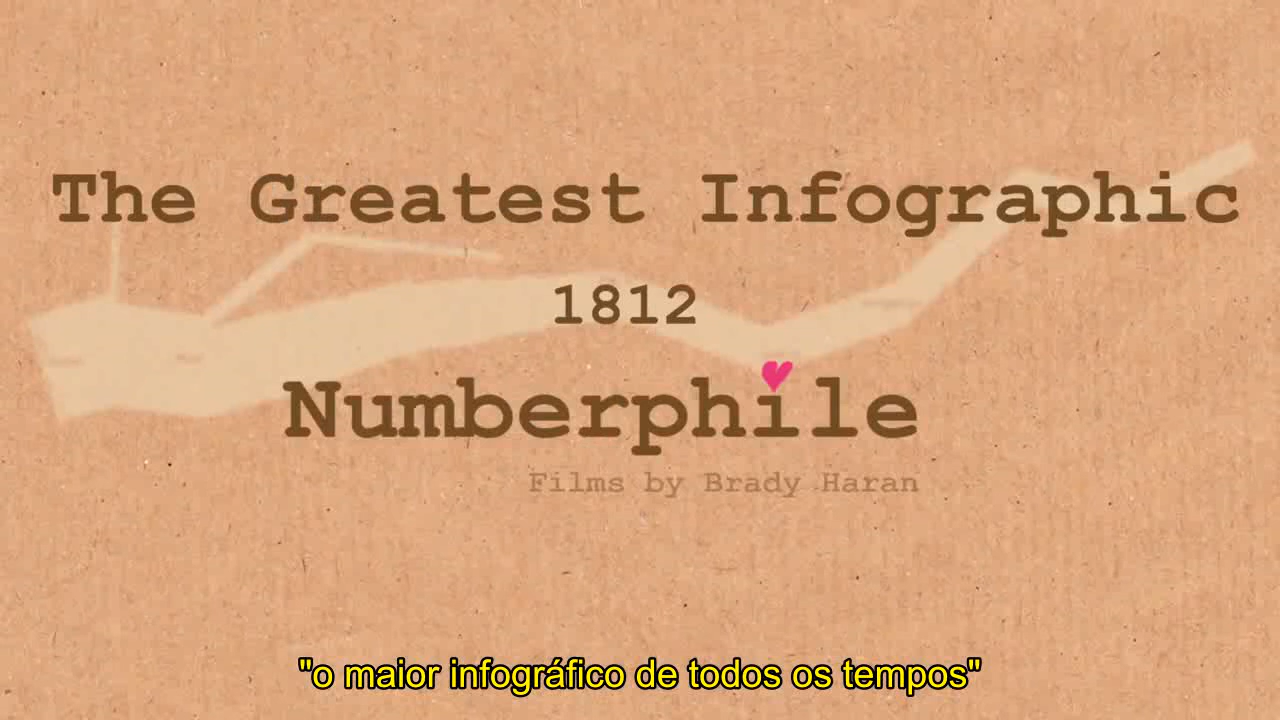 The Greatest Infographic
1812
Numberphile
Films by Brady Haran
"o maior infográfico de todos os tempos"